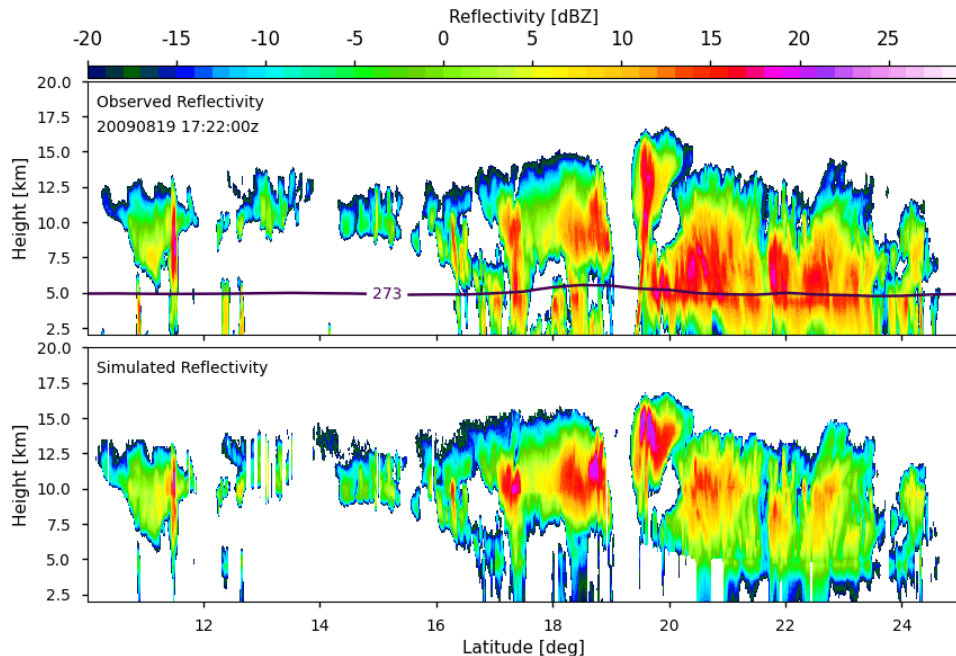 Reflectivity [dBZ]
-20 -15 -10 -5 0 5 10 15 20 25
20.0
Observed Reflectivity
20090819 17:22:00z
17.5
15.0
12.5
Height [km]
10.0
7.5
5.0
273
2.5
20.0
Simulated Reflectivity
17.5
15.0
12.5
Height [km]
10.0
7.5
5.0
2.5
12 14 16 18 20 22 24
Latitude [deg]